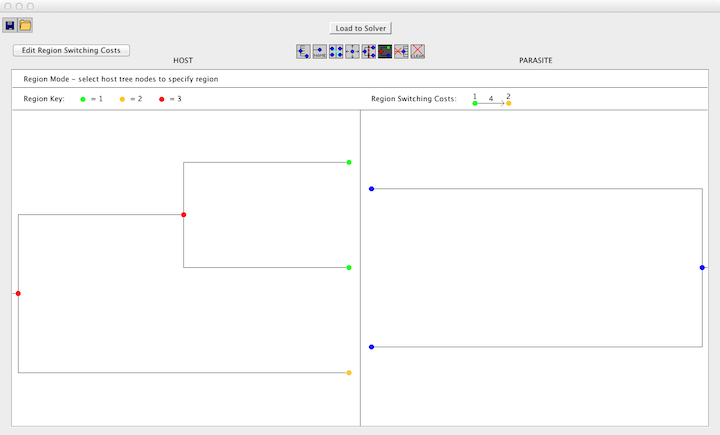 Load to Solver
Edit Region Switching Costs
HOST
PARASITE
Region Mode – select host tree nodes to specify region
Region Key: = 1 = 2 = 3
Region Switching Costs: 1 4 2